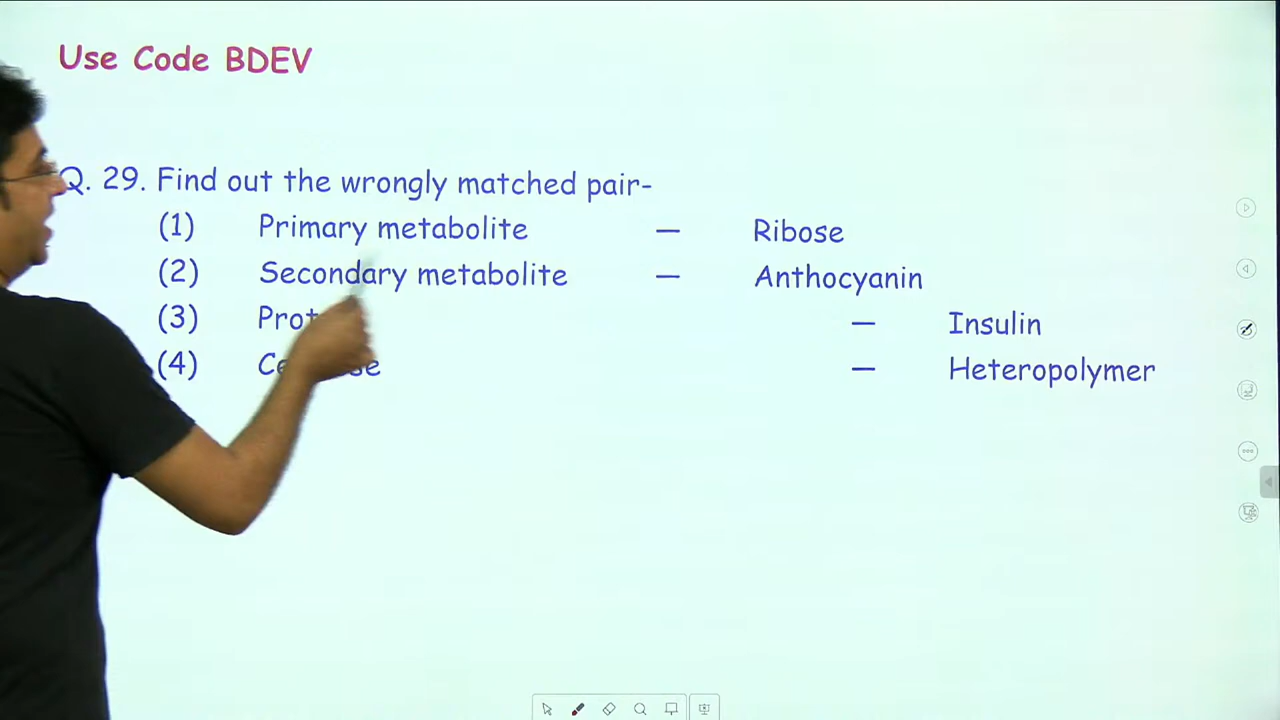 Use Code BDEV
Q. 29. Find out the wrongly matched pair-
(1) Primary metabolite — Ribose
(2) Secondary metabolite — Anthocyanin
(3) — Insulin
(4) — Heteropolymer